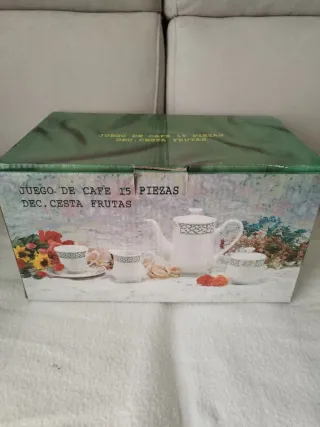 JUEGO DE CAFE 15 PIEZAS
DEC. CESTA FRUTAS
JUEGO DE CAFE 15 PIEZAS
DEC. CESTA FRUTAS